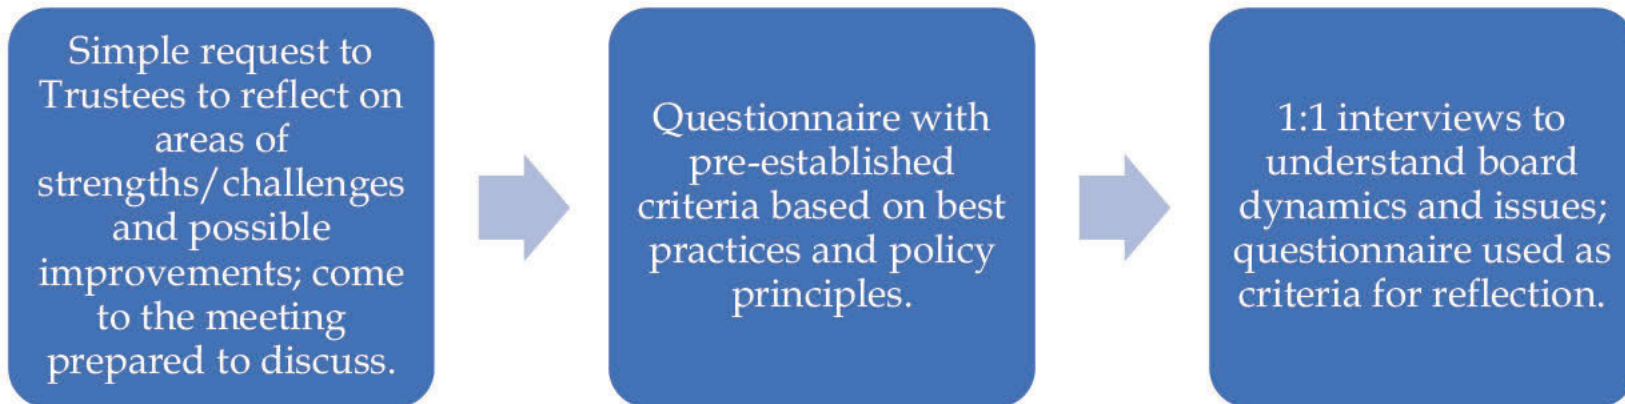 Simple request to
Trustees to reflect on
areas of
strengths/challenges
and possible
improvements; come
to the meeting
prepared to discuss.
Questionnaire with
pre-established
criteria based on best
practices and policy
principles.
1:1 interviews to
understand board
dynamics and issues;
questionnaire used as
criteria for reflection.